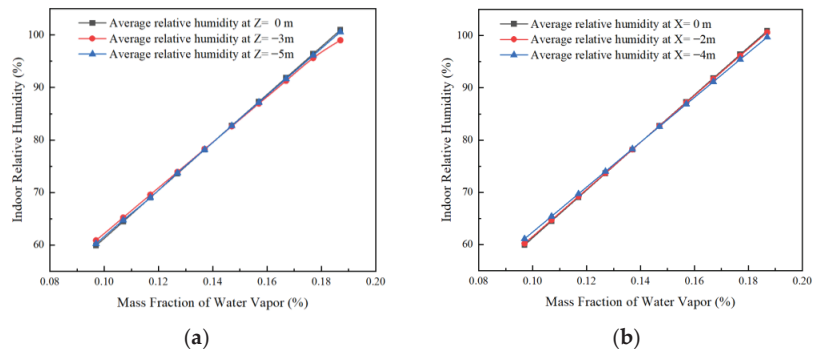 Average relative humidity at Z= 0 m
Average relative humidity at Z= −3m
Average relative humidity at Z= −5m
100
90
80
70
60
Indoor Relative Humidity (%)
0.08 0.10 0.12 0.14 0.16 0.18 0.20
Mass Fraction of Water Vapor (%)
(a)
Average relative humidity at X= 0 m
Average relative humidity at X= −2m
Average relative humidity at X= −4m
100
90
80
70
60
Indoor Relative Humidity (%)
0.08 0.10 0.12 0.14 0.16 0.18 0.20
Mass Fraction of Water Vapor (%)
(b)